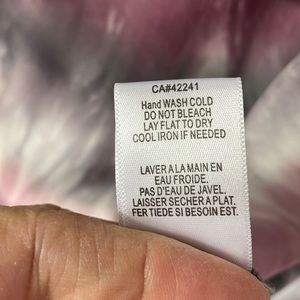 CA#42241
Hand WASH COLD
DO NOT BLEACH
LAY FLAT TO DRY
COOL IRON IF NEEDED
LAVER A LA MAIN EN
EAU FROIDE.
PAS D'EAU DE JAVEL.
LAISSER SECHER A PLAT.
FER TIEDE SI BESOIN EST.